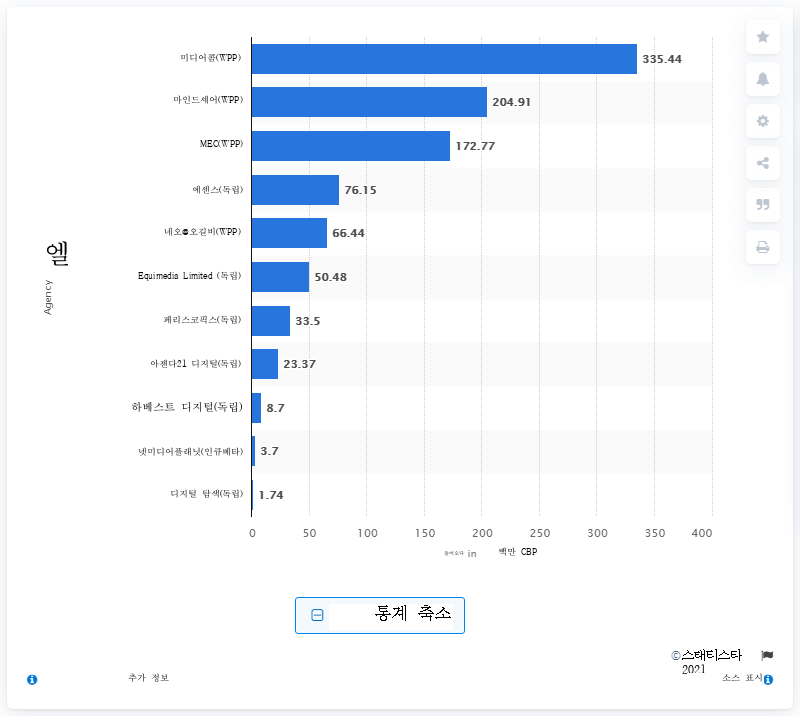 미디어콤(WPP)
335.44
마인드셰어(WPP)
204.91
MEC(WPP)
172.77
에센스(독립)
76.15
네오@오길비(WPP)
66.44
엘
Agency
Equimedia Limited (독립)
50.48
페리스코픽스(독립)
33.5
아젠다21 디지털(독립)
23.37
하베스트 디지털(독립)
8.7
넷미디어플래닛(인큐베타)
3.7
디지털 탐색(독립)
1.74
0 50 100 150 200 250 300 350 400
in 백만 CBP
통계 축소
©스태티스타
2021
추가 정보
소스 표시